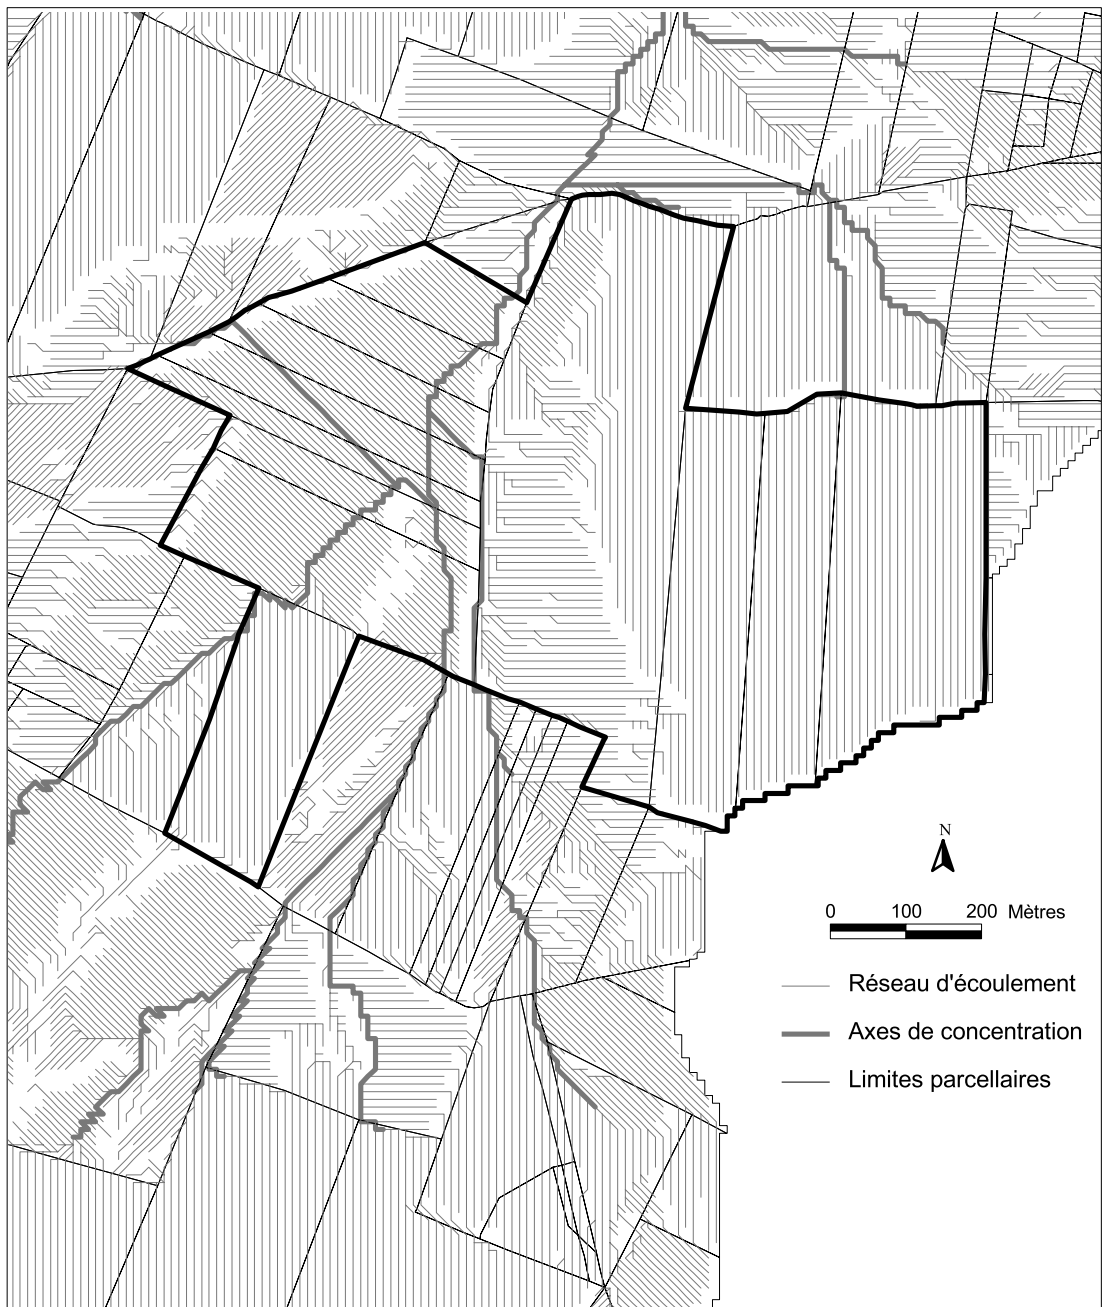 N
0 100 200 Mètres
Réseau d'écoulement
Axes de concentration
Limites parcellaires